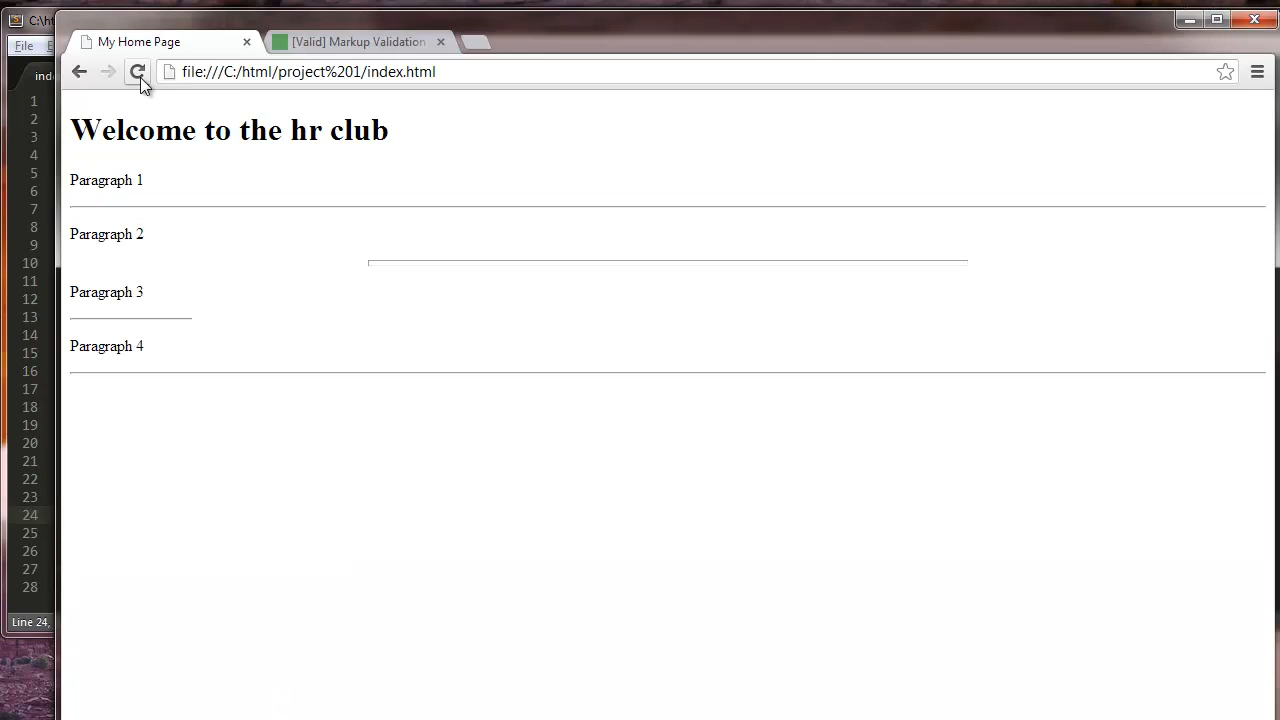 C:\ht
My Home Page
[Valid] Markup Validation
File
file:///C:/html/project%201/index.html
inde
1
2
3
4
5
6
7
8
9
10
11
12
13
14
15
16
17
18
19
20
21
22
23
24
25
26
27
28
Welcome to the hr club
Paragraph 1
Paragraph 2
Paragraph 3
Paragraph 4
Line 24,